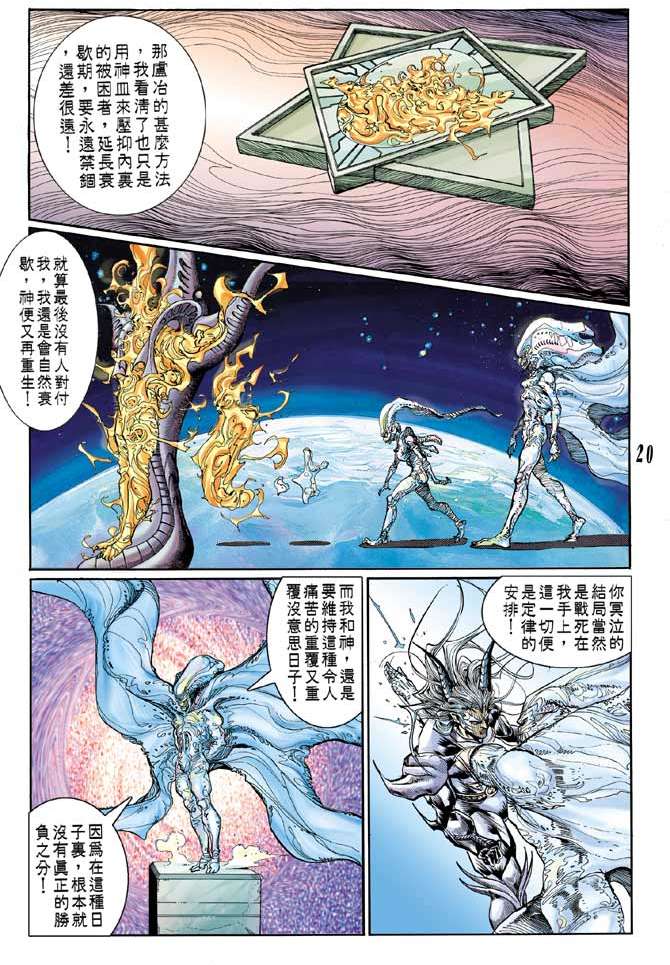 那盧冶的甚麼方法
，我看清了也只是
用神血來壓抑內裏
的被困者，延長衰
歇期，要永遠禁錮
，還差很遠！
就算最後沒有人對付
我，我還是會自然衰
歇，神便又再重生！
20
你冥泣的
結局當然
是戰死在
我手上，
這一切便
是定律的
安排！
而我和神，還是
要維持這種令人
痛苦的重覆又重
覆沒意思日子！
因為在這種日
子裏，根本就
沒有眞正的勝
負之分！